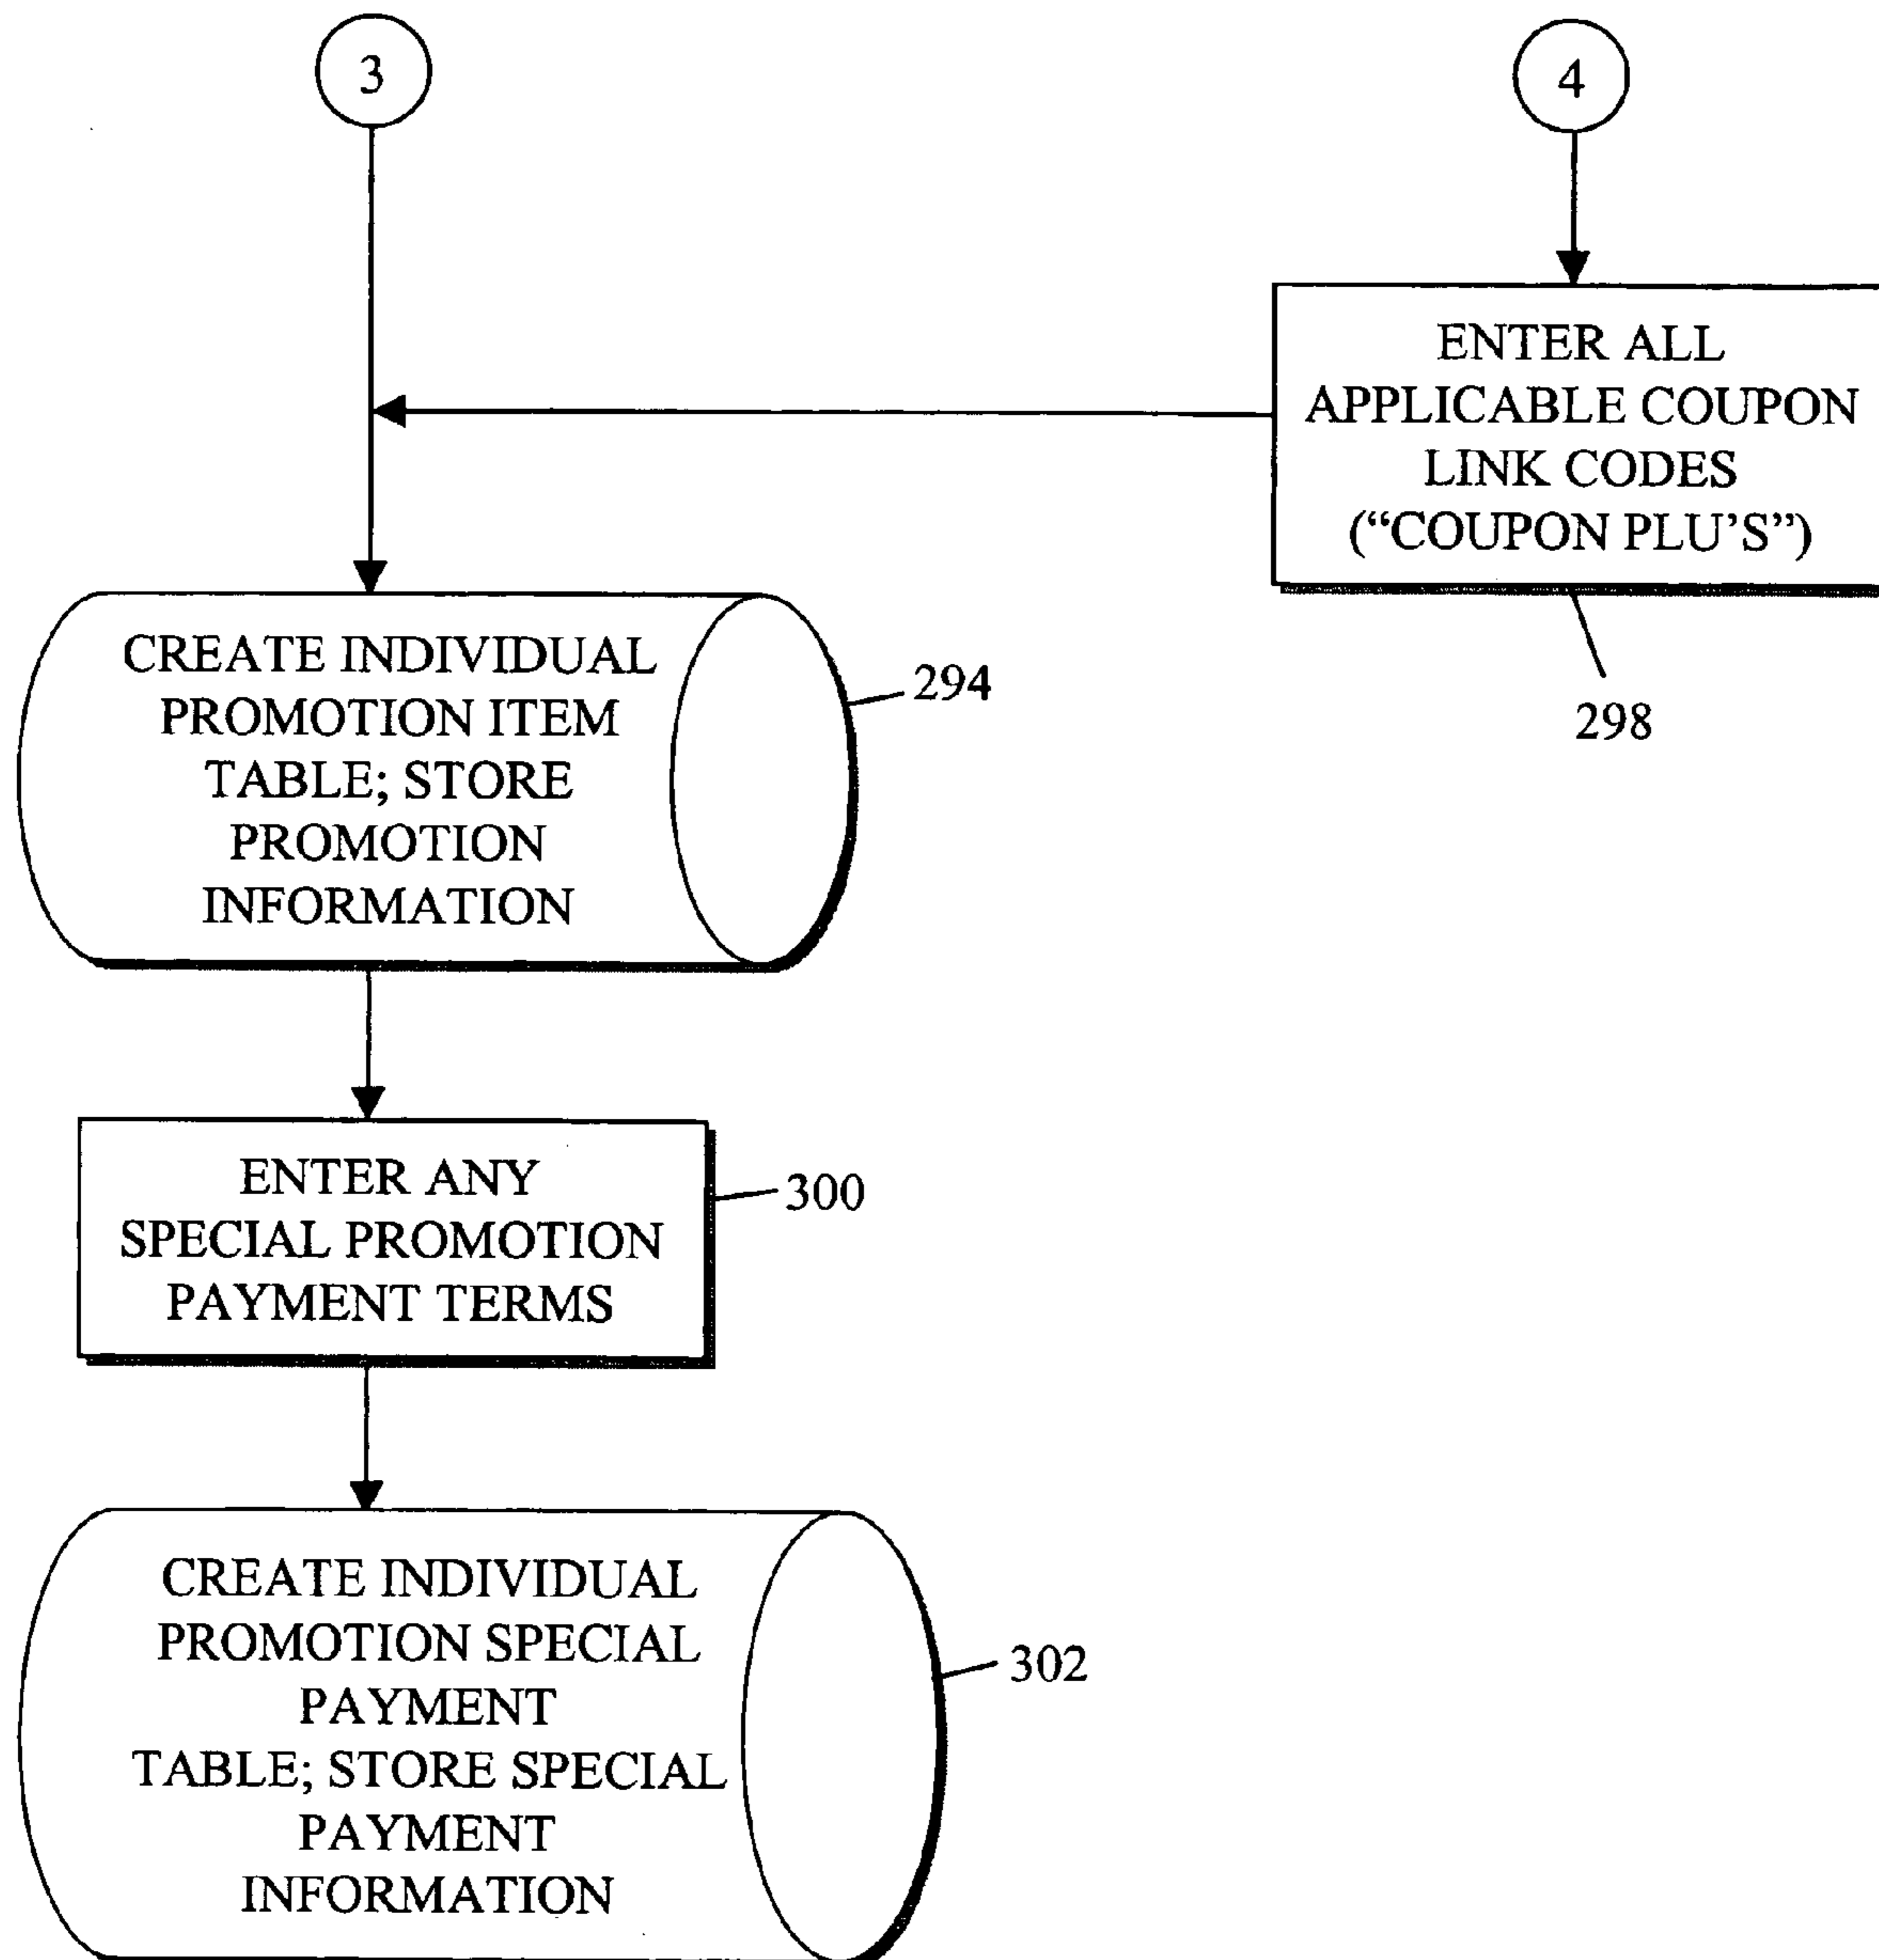 3
4
ENTER ALL
APPLICABLE COUPON
LINK CODES
(“COUPON PLU’S”)
298
CREATE INDIVIDUAL
PROMOTION ITEM
TABLE; STORE
PROMOTION
INFORMATION
294
ENTER ANY
SPECIAL PROMOTION
PAYMENT TERMS
300
CREATE INDIVIDUAL
PROMOTION SPECIAL
PAYMENT
TABLE; STORE SPECIAL
PAYMENT
INFORMATION
302